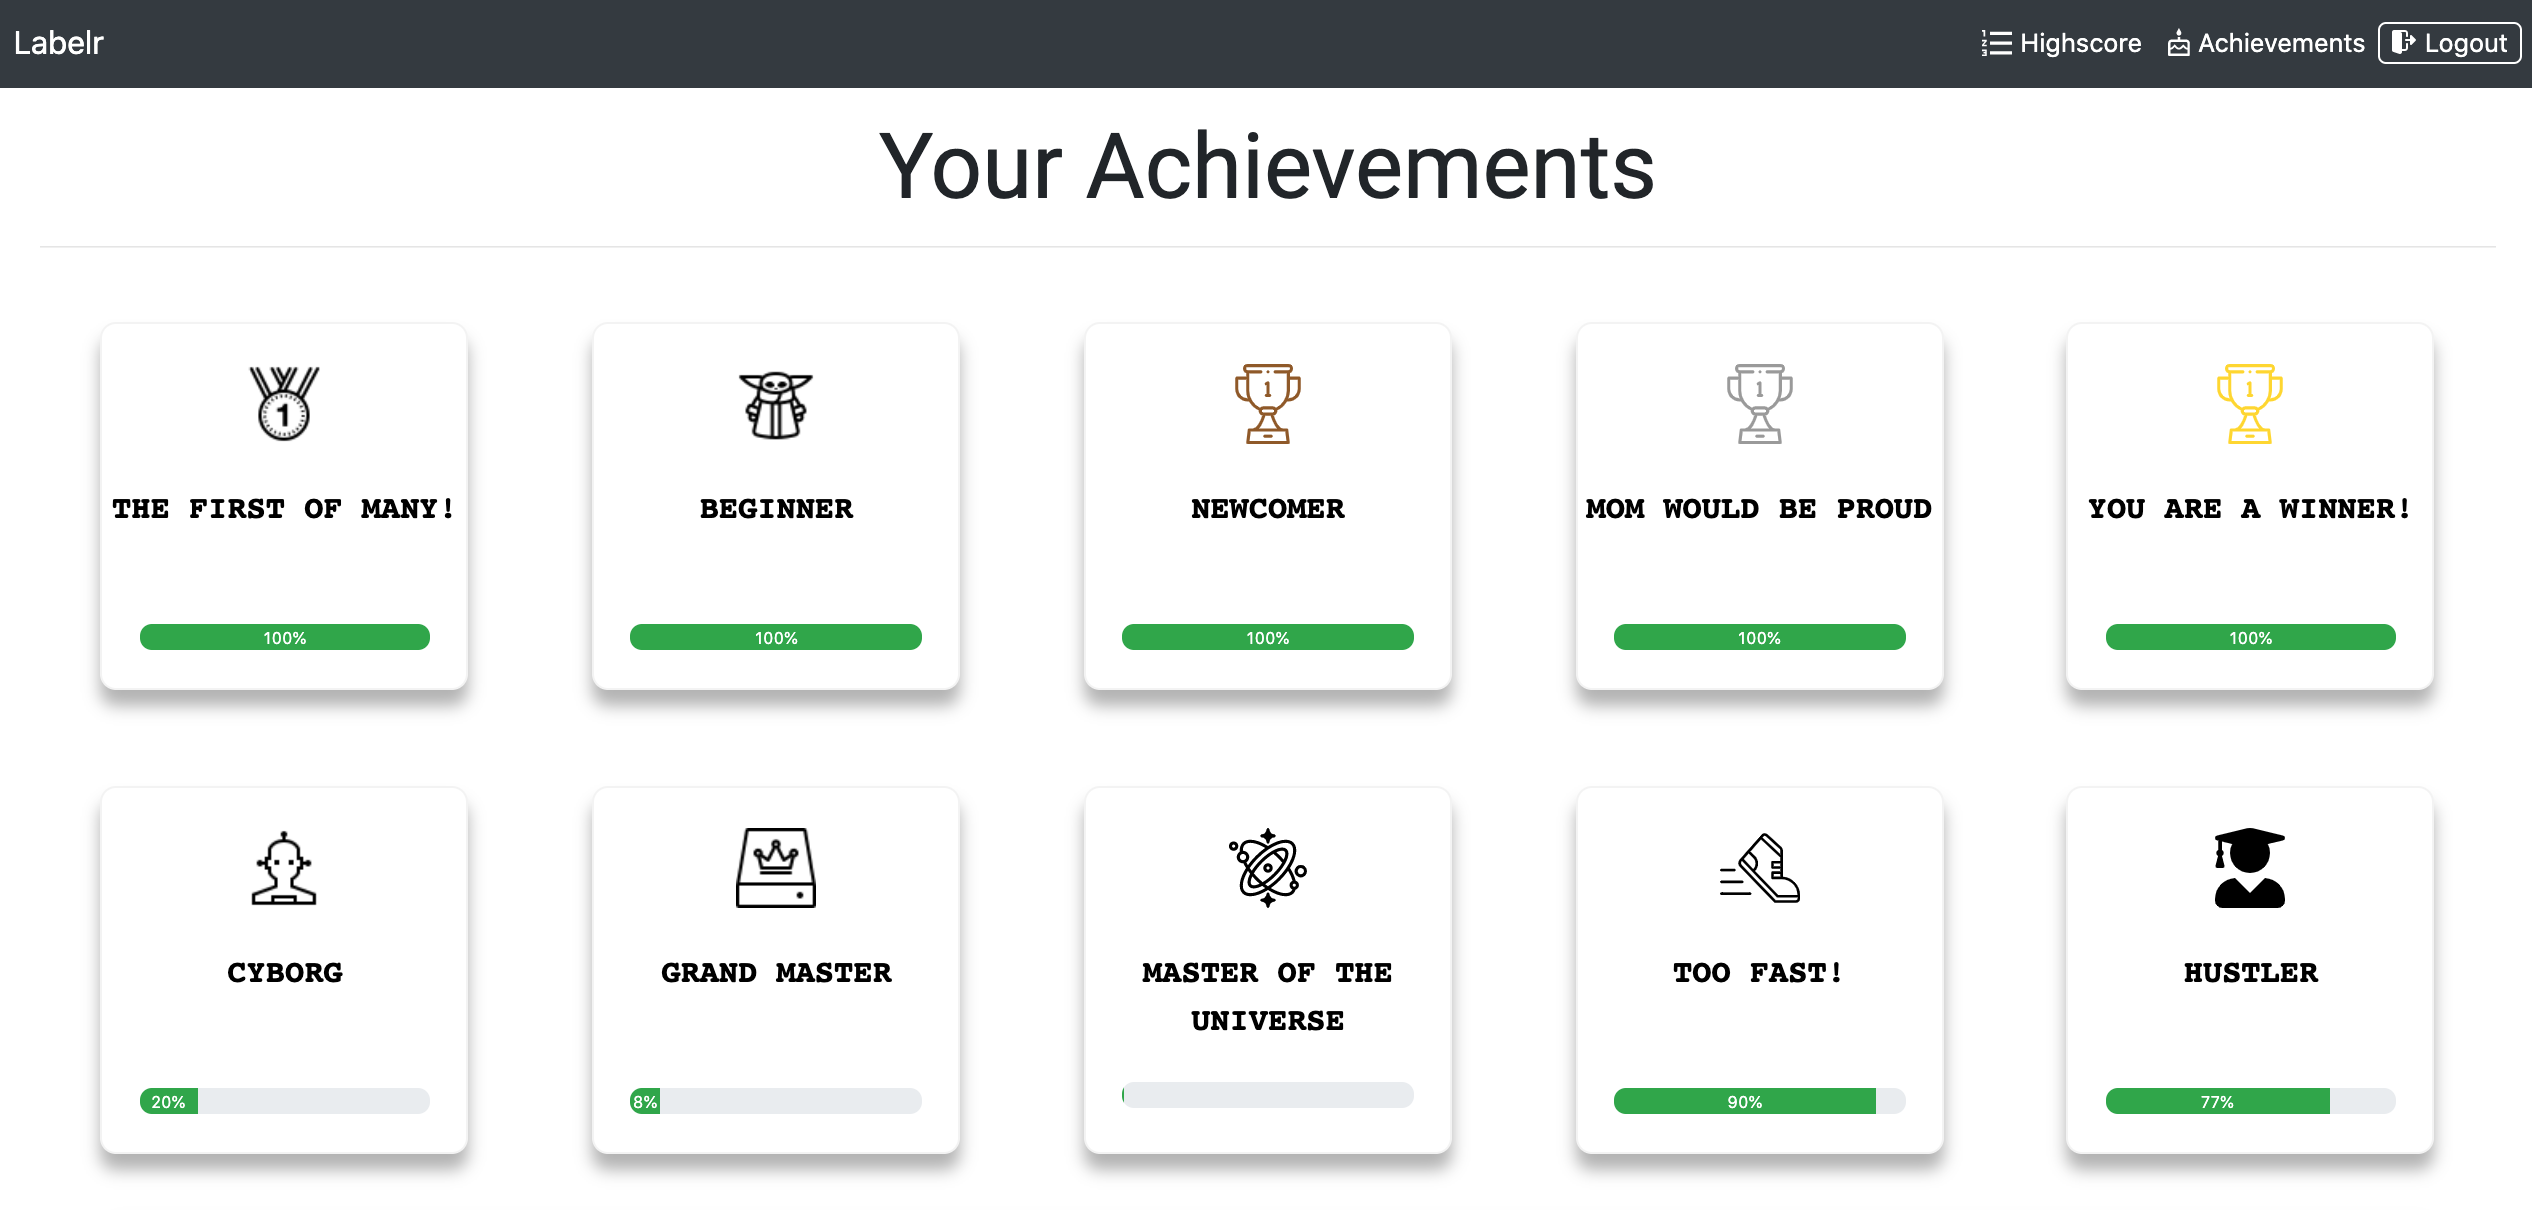 Labelr
Highscore
Achievements
Logout
Your Achievements
1
THE FIRST OF MANY!
100%
BEGINNER
100%
1
NEWCOMER
100%
1
MOM WOULD BE PROUD
100%
1
YOU ARE A WINNER!
100%
CYBORG
20%
GRAND MASTER
8%
MASTER OF THE
UNIVERSE
TOO FAST!
90%
HUSTLER
77%